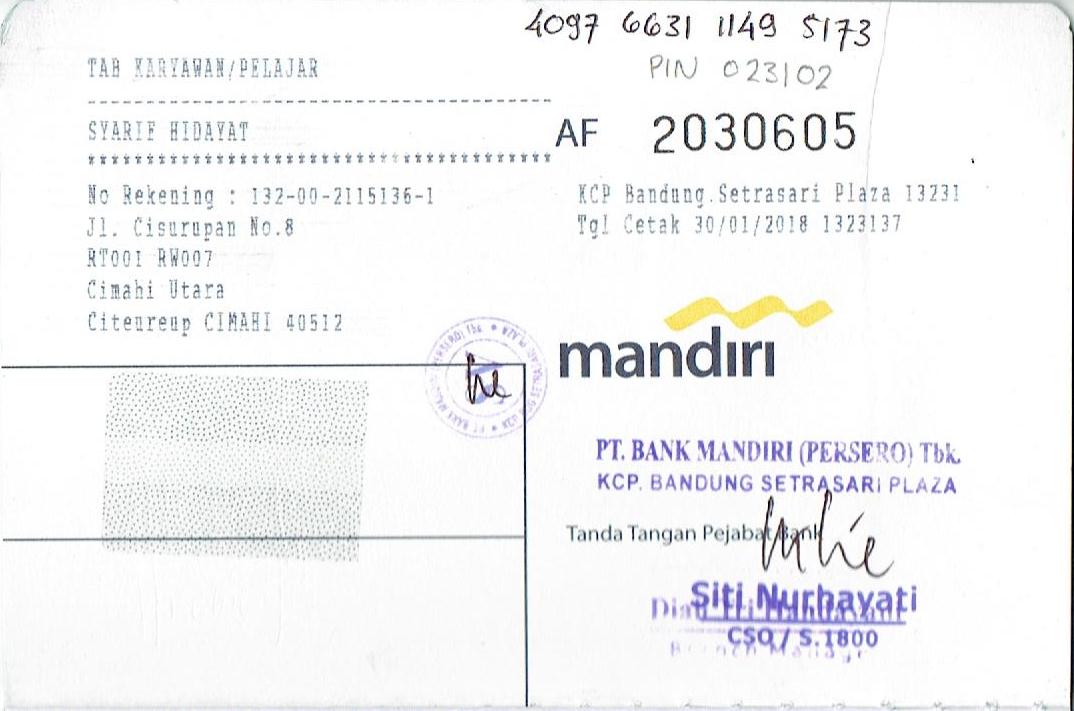 4097 6631 1149 5173
PIN 023102
TAB KARYAWAN/PELAJAR
SYARIF HIDAYAT
AF 2030605
No Rekening : 132-00-2115136-1
KCP Bandung.Setrasari Plaza 13231
Jl. Cisurupan No.8
Tgl Cetak 30/01/2018 1323137
RT001 RW007
Cimahi Utara
Citeureup CIMAHI 40512
mandiri
PT. BANK MANDIRI (PERSERO) Tbk.
KCP. BANDUNG SETRASARI PLAZA
Tanda Tangan Pejabat Bank
Siti Nurhayati
CSO / S.1800